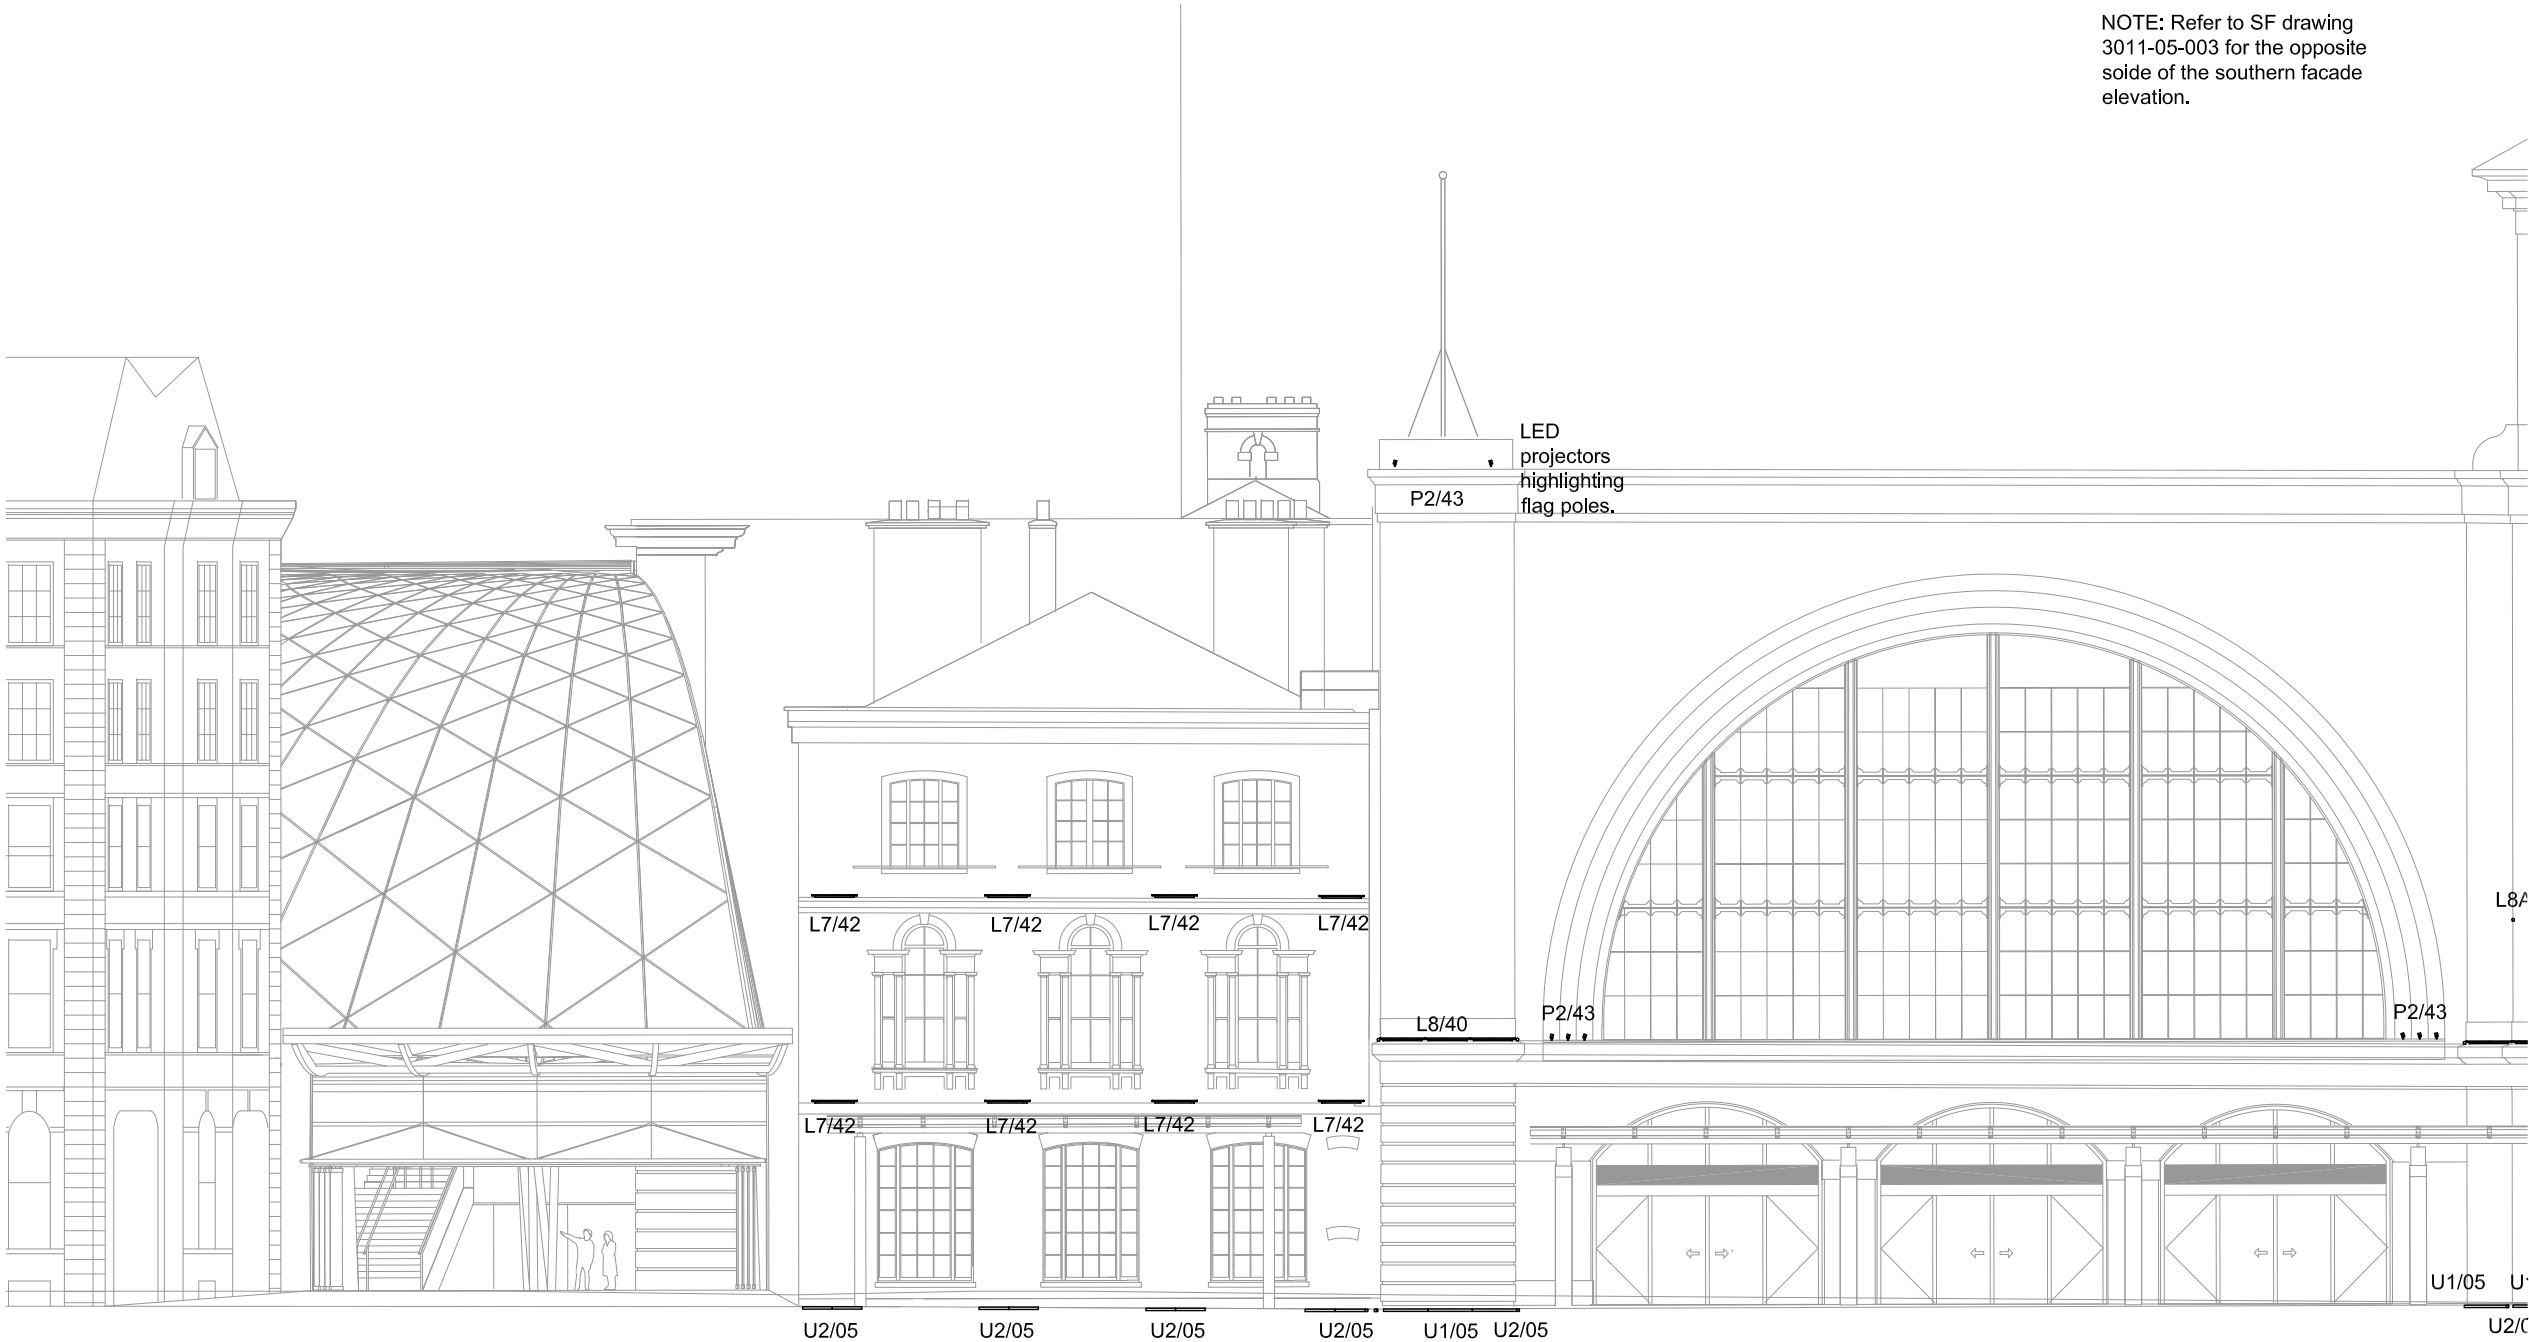 NOTE: Refer to SF drawing
3011-05-003 for the opposite
soide of the southern facade
elevation.
LED
projectors
highlighting
flag poles.
P2/43
L8A
L7/42 L7/42 L7/42 L7/42
L8/40 P2/43 P2/43
L7/42 L7/42 L7/42 L7/42
U1/05
U2/05 U2/05 U2/05 U2/05 U1/05 U2/05